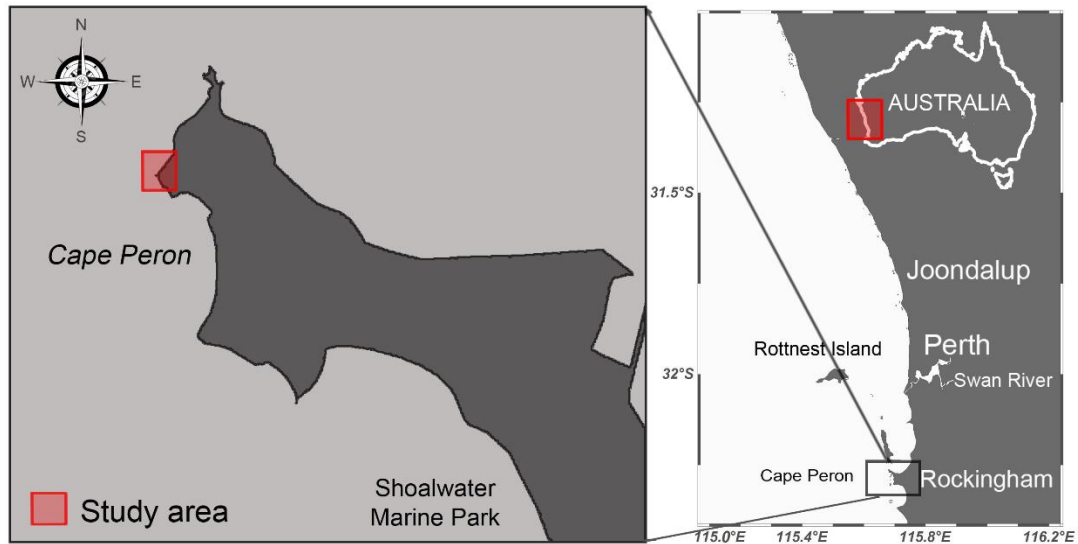 N
W
E
S
Cape Peron
Shoalwater
Marine Park
Study area
AUSTRALIA
31.5°S
Joondalup
Rottnest Island
Perth
32°S
Swan River
Cape Peron
Rockingham
115.0°E
115.4°E
115.8°E
116.2°E